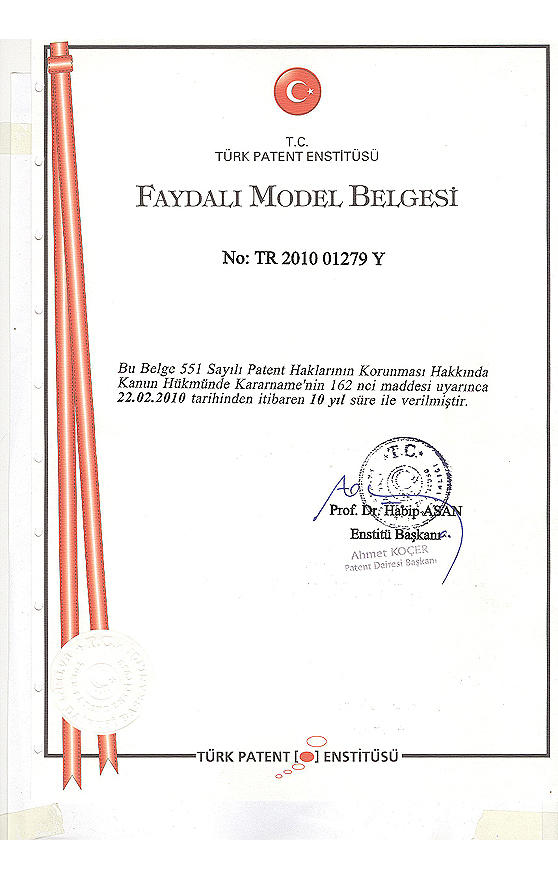 T.C.
TÜRK PATENT ENSTİTÜSÜ
FAYDALI MODEL BELGESİ
No: TR 2010 01279 Y
Bu Belge 551 Sayılı Patent Haklarının Korunması Hakkında
Kanun Hükmünde Kararname'nin 162 nci maddesi uyarınca
22.02.2010 tarihinden itibaren 10 yıl süre ile verilmiştir.
T.C.
Prof. Dr. Habip ASAN
Enstitü Başkanı
Ahmet KOÇER
Patent Dairesi Başkanı
TÜRK PATENT [ ] ENSTİTÜSÜ